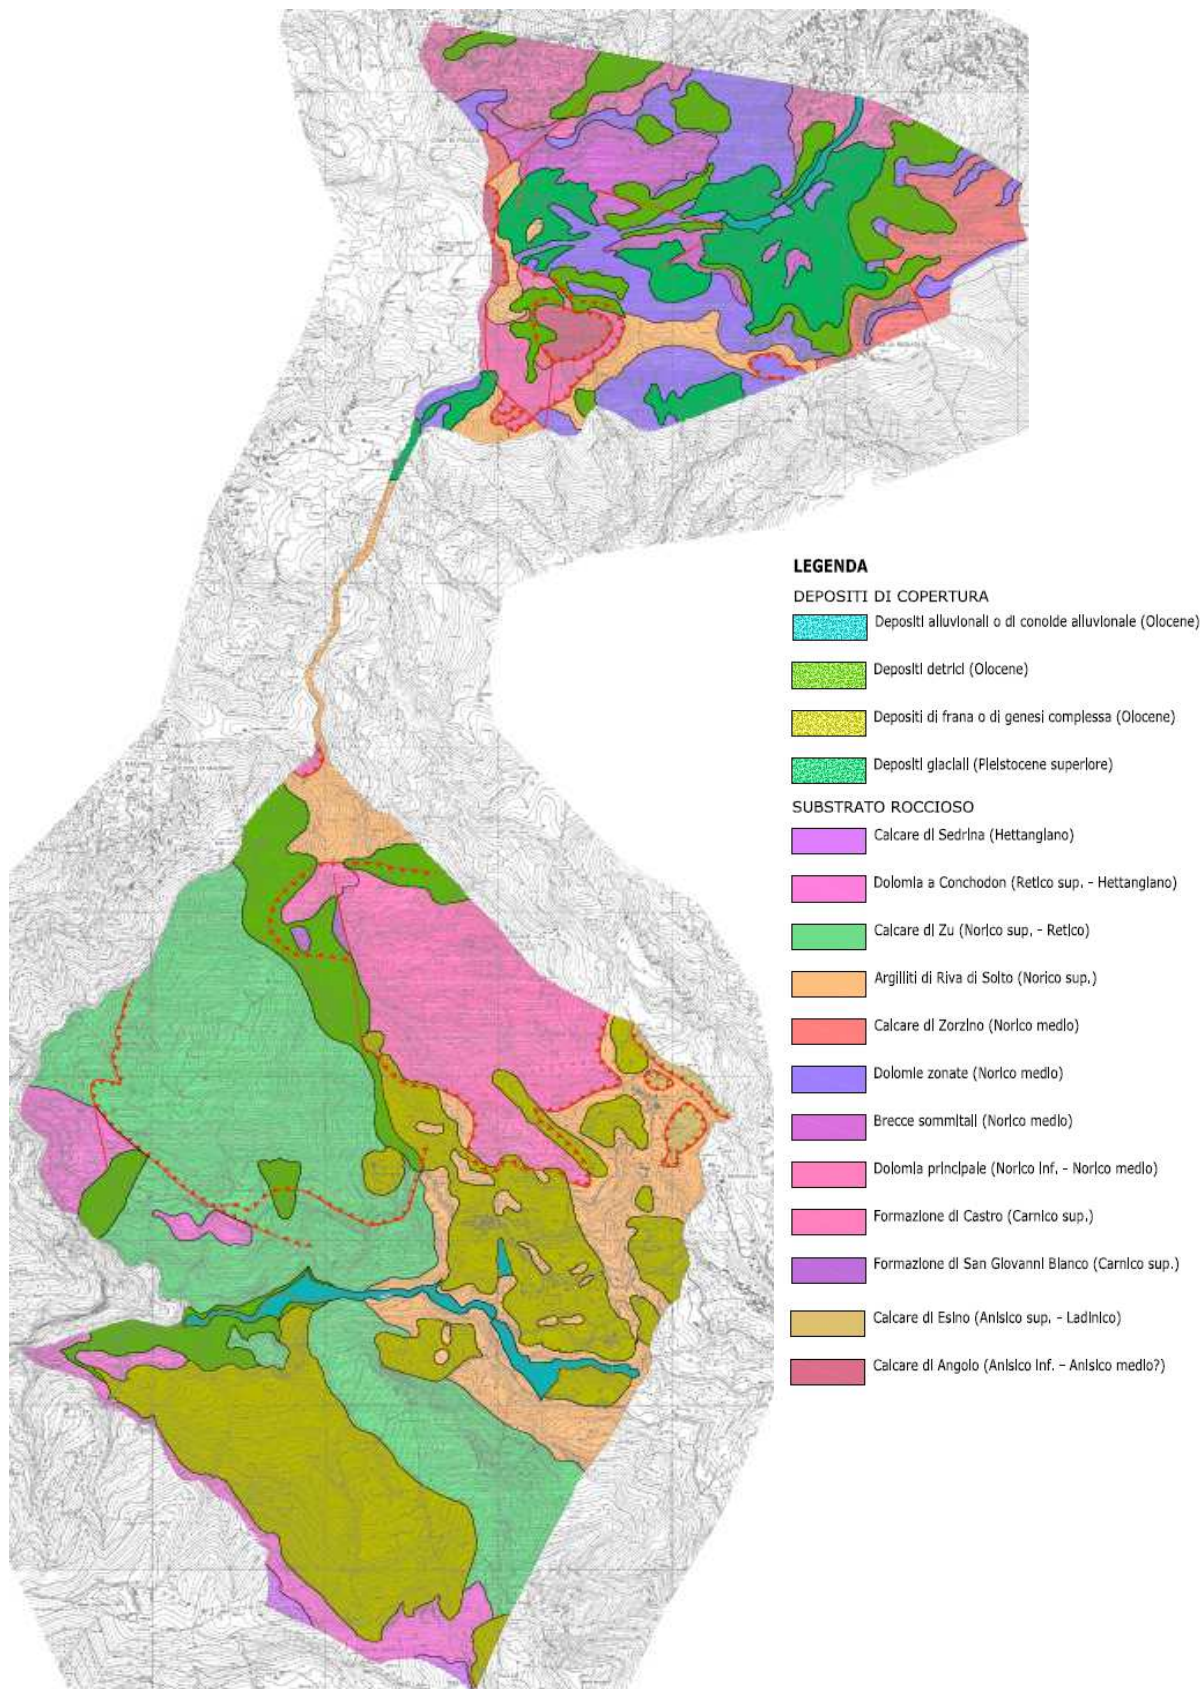 LEGENDA
DEPOSITI DI COPERTURA
Depositi alluvionali o di conoide alluvionale (Olocene)
Depositi detrici (Olocene)
Depositi di frana o di genesi complessa (Olocene)
Depositi glaciali (Pleistocene superiore)
SUBSTRATO ROCCIOSO
Calcare di Sedrina (Hettangiano)
Dolomia a Conchodon (Retico sup. - Hettangiano)
Calcare di Zu (Norico sup. - Retico)
Argilliti di Riva di Solto (Norico sup.)
Calcare di Zorzino (Norico medio)
Dolomie zonate (Norico medio)
Brecce sommitali (Norico medio)
Dolomia principale (Norico inf. - Norico medio)
Formazione di Castro (Carnico sup.)
Formazione di San Giovanni Bianco (Carnico sup.)
Calcare di Esino (Anisico sup. - Ladinico)
Calcare di Angolo (Anisico inf. - Anisico medio?)